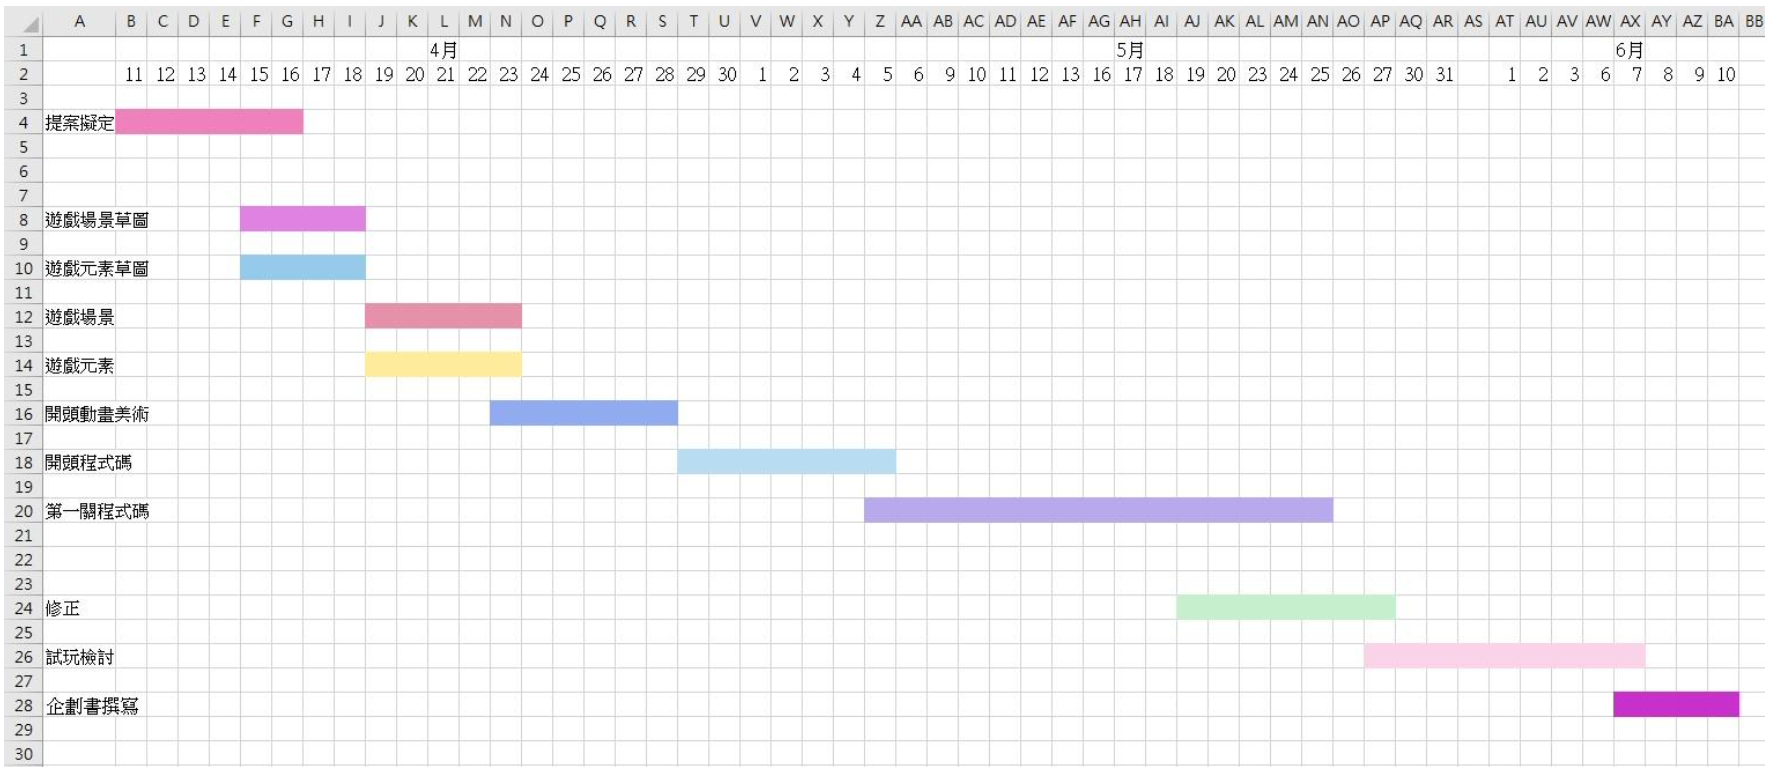 A B C D E F G H I J K L M N O P Q R S T U V W X Y Z AA AB AC AD AE AF AG AH AI AJ AK AL AM AN AO AP AQ AR AS AT AU AV AW AX AY AZ BA BB
1 4月 5月 6月
2 11 12 13 14 15 16 17 18 19 20 21 22 23 24 25 26 27 28 29 30 1 2 3 4 5 6 9 10 11 12 13 16 17 18 19 20 23 24 25 26 27 30 31 1 2 3 6 7 8 9 10
3
4 提案擬定
5
6
7
8 遊戲場景草圖
9
10 遊戲元素草圖
11
12 遊戲場景
13
14 遊戲元素
15
16 開頭動畫美術
17
18 開頭程式碼
19
20 第一關程式碼
21
22
23
24 修正
25
26 試玩檢討
27
28 企劃書撰寫
29
30